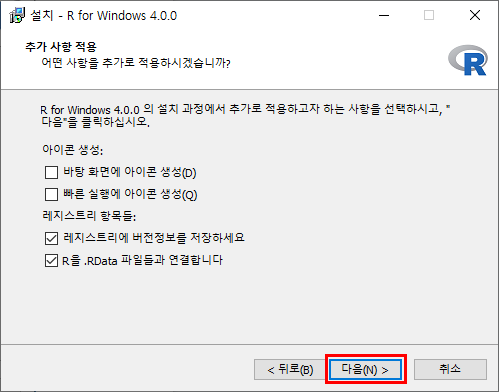 설치 - R for Windows 4.0.0
추가 사항 적용
어떤 사항을 추가로 적용하시겠습니까?
R
R for Windows 4.0.0 의 설치 과정에서 추가로 적용하고자 하는 사항을 선택하시고, "
다음"을 클릭하십시오.
아이콘 생성:
바탕 화면에 아이콘 생성(D)
빠른 실행에 아이콘 생성(Q)
레지스트리 항목들:
레지스트리에 버전정보를 저장하세요
R을 .RData 파일들과 연결합니다
< 뒤로(B) 다음(N) > 취소